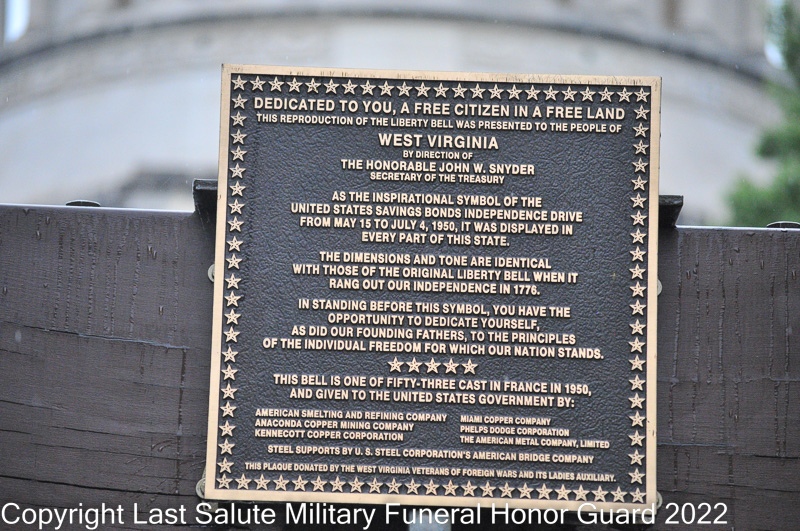 DEDICATED TO YOU, A FREE CITIZEN IN A FREE LAND
THIS REPRODUCTION OF THE LIBERTY BELL WAS PRESENTED TO THE PEOPLE OF
WEST VIRGINIA
BY DIRECTION OF
THE HONORABLE JOHN W. SNYDER
SECRETARY OF THE TREASURY
AS THE INSPIRATIONAL SYMBOL OF THE
UNITED STATES SAVINGS BONDS INDEPENDENCE DRIVE
FROM MAY 15 TO JULY 4, 1950, IT WAS DISPLAYED IN
EVERY PART OF THIS STATE.
THE DIMENSIONS AND TONE ARE IDENTICAL
WITH THOSE OF THE ORIGINAL LIBERTY BELL WHEN IT
RANG OUT OUR INDEPENDENCE IN 1776.
IN STANDING BEFORE THIS SYMBOL, YOU HAVE THE
OPPORTUNITY TO DEDICATE YOURSELF,
AS DID OUR FOUNDING FATHERS, TO THE PRINCIPLES
OF THE INDIVIDUAL FREEDOM FOR WHICH OUR NATION STANDS.
THIS BELL IS ONE OF FIFTY-THREE CAST IN FRANCE IN 1950,
AND GIVEN TO THE UNITED STATES GOVERNMENT BY:
AMERICAN SMELTING AND REFINING COMPANY
ANACONDA COPPER MINING COMPANY
KENNECOTT COPPER CORPORATION
MIAMI COPPER COMPANY
PHELPS DODGE CORPORATION
THE AMERICAN METAL COMPANY, LIMITED
STEEL SUPPORTS BY U. S. STEEL CORPORATION'S AMERICAN BRIDGE COMPANY
THIS PLAQUE DONATED BY THE WEST VIRGINIA VETERANS OF FOREIGN WARS AND ITS LADIES AUXILIARY.
Copyright Last Salute Military Funeral Honor Guard 2022